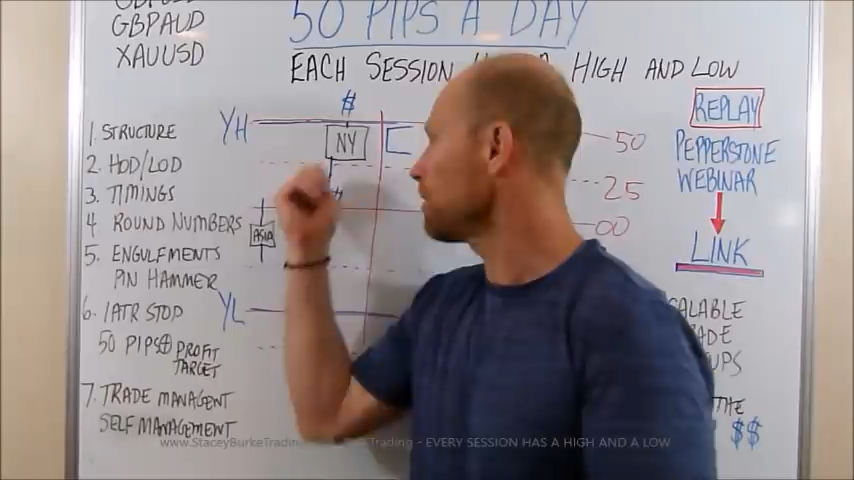 GBPAUD
XAUUSD
50 PIPS A DAY
EACH SESSION HIGH AND LOW
1. STRUCTURE
2. HOD/LOD
3. TIMINGS
4 ROUND NUMBERS
5. ENGULFMENTS
PIN HAMMER
6. 1ATR STOP
50 PIPS⊕ PROFIT
TARGET
7. TRADE MANAGENT
SELF MANAGEMENT
YH
$
NY
50
25
00
ASIA
YL
REPLAY
PEPPERSTONE
WEBINAR
LINK
THE
$$
www.StaceyBurkeTrading Trading - EVERY SESSION HAS A HIGH AND A LOW